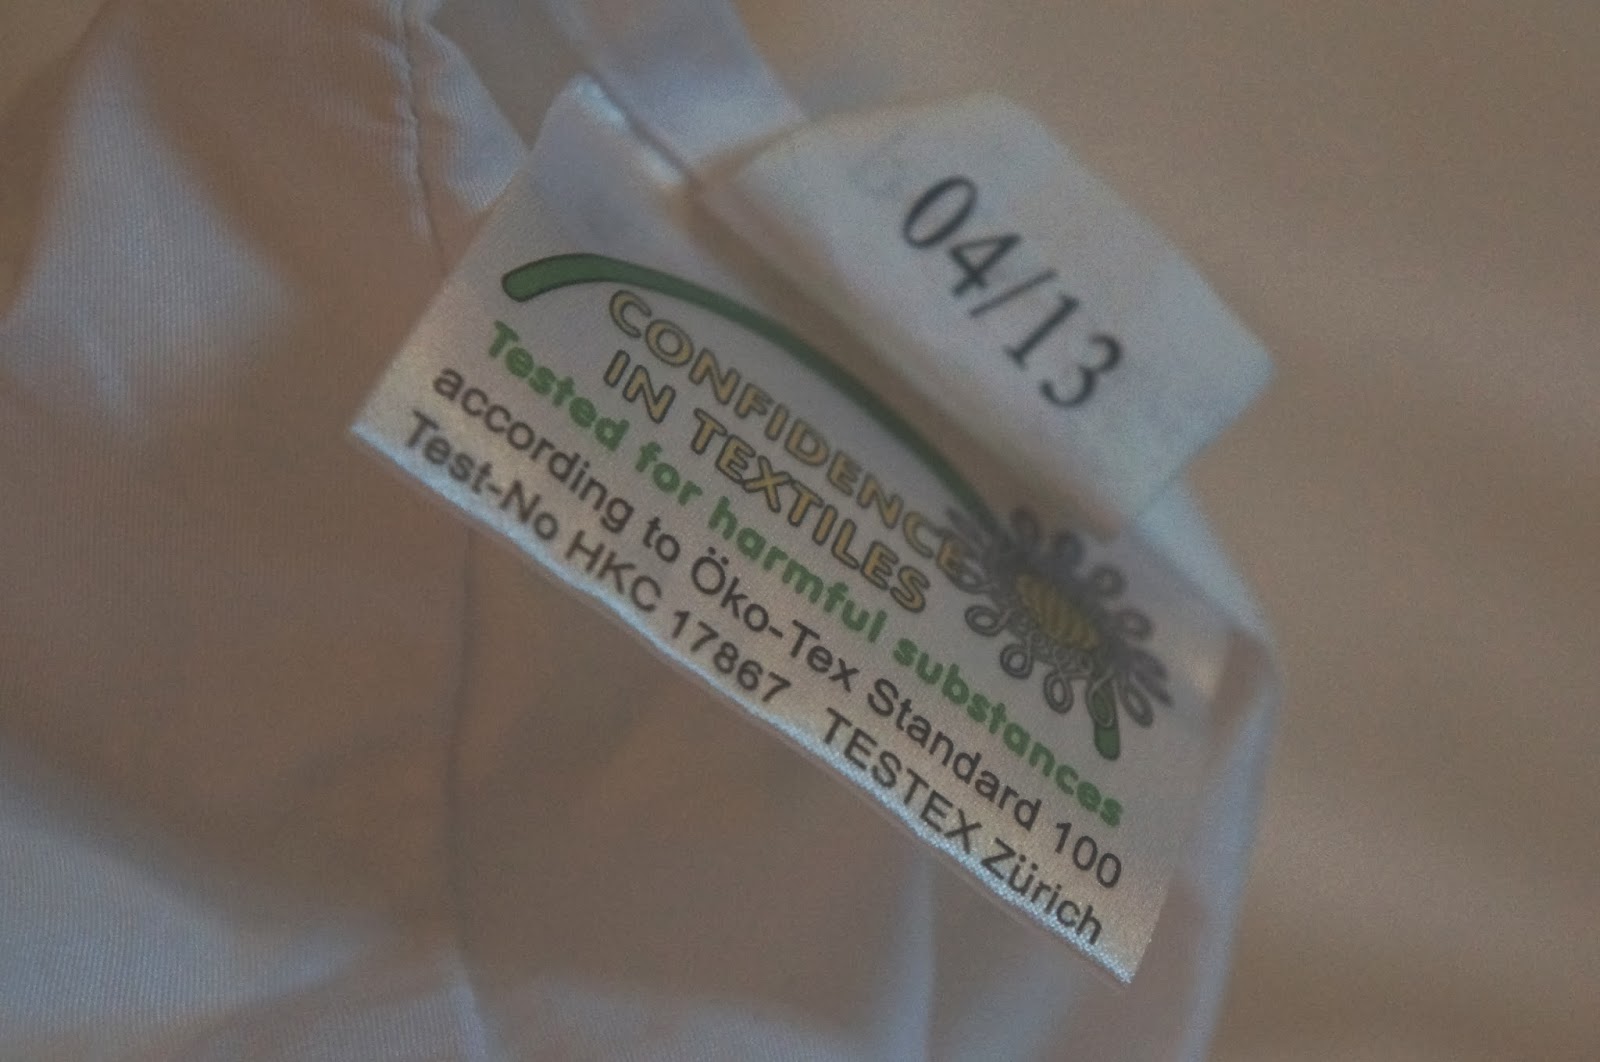 04/13
CONFIDENCE
IN TEXTILES
Tested for harmful substances
according to Öko-Tex Standard 100
Test-No HKC 17867 TESTEX Zürich